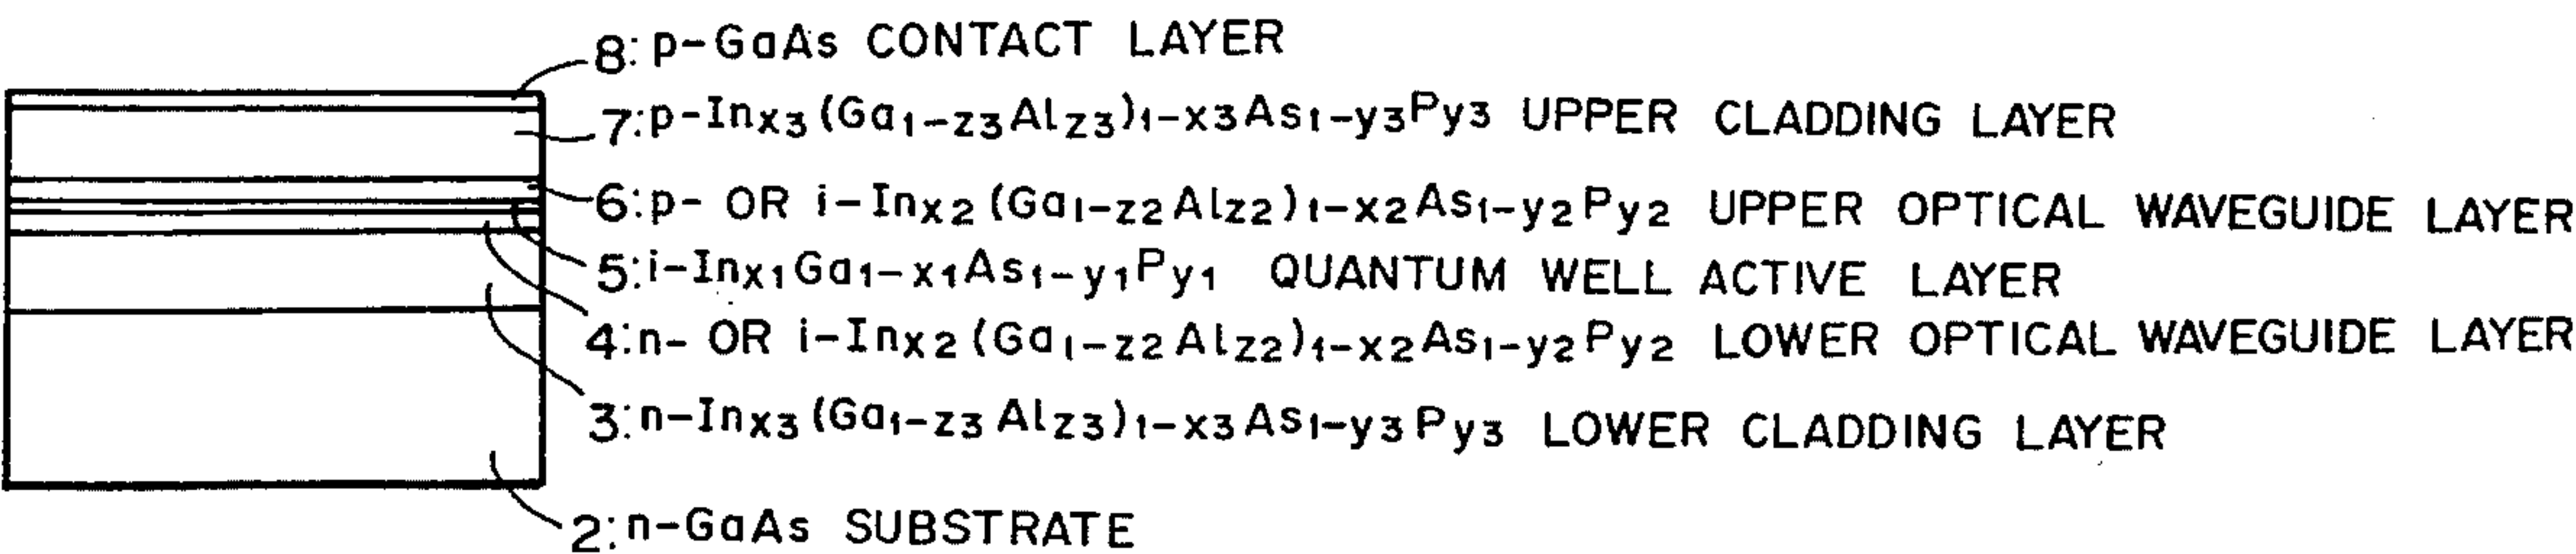 8: p-GaAs CONTACT LAYER
7: p-Inx3(Ga1-z3Alz3)1-x3As1-y3Py3 UPPER CLADDING LAYER
6: p- OR i-Inx2(Ga1-z2Alz2)1-x2As1-y2Py2 UPPER OPTICAL WAVEGUIDE LAYER
5: i-Inx1Ga1-x1As1-y1Py1 QUANTUM WELL ACTIVE LAYER
4: n- OR i-Inx2(Ga1-z2Alz2)1-x2As1-y2Py2 LOWER OPTICAL WAVEGUIDE LAYER
3: n-Inx3(Ga1-z3Alz3)1-x3As1-y3Py3 LOWER CLADDING LAYER
2: n-GaAs SUBSTRATE